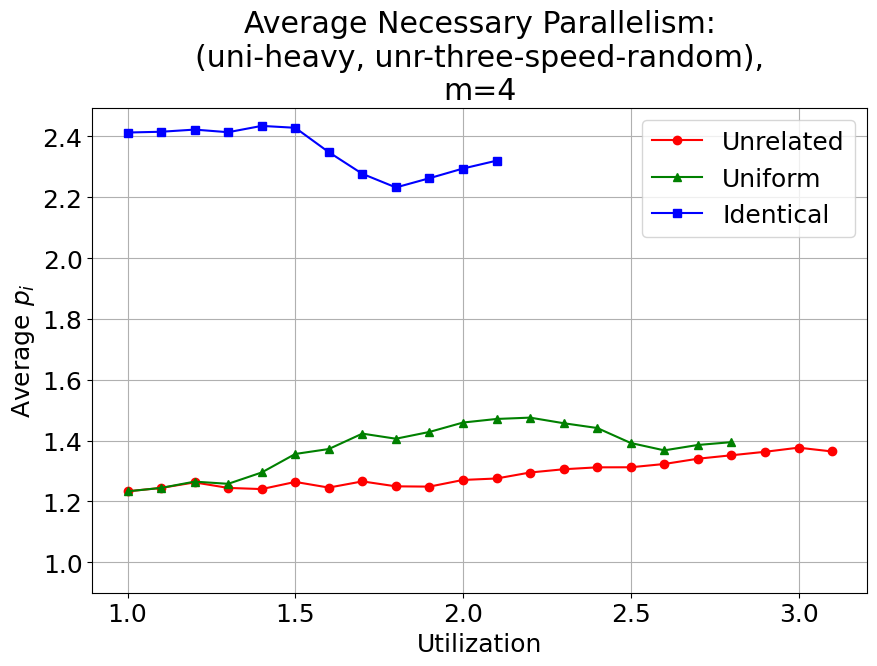 Average Necessary Parallelism:
(uni-heavy, unr-three-speed-random),
m=4
Unrelated
Uniform
Identical
Average p_i
2.4
2.2
2.0
1.8
1.6
1.4
1.2
1.0
1.0 1.5 2.0 2.5 3.0
Utilization